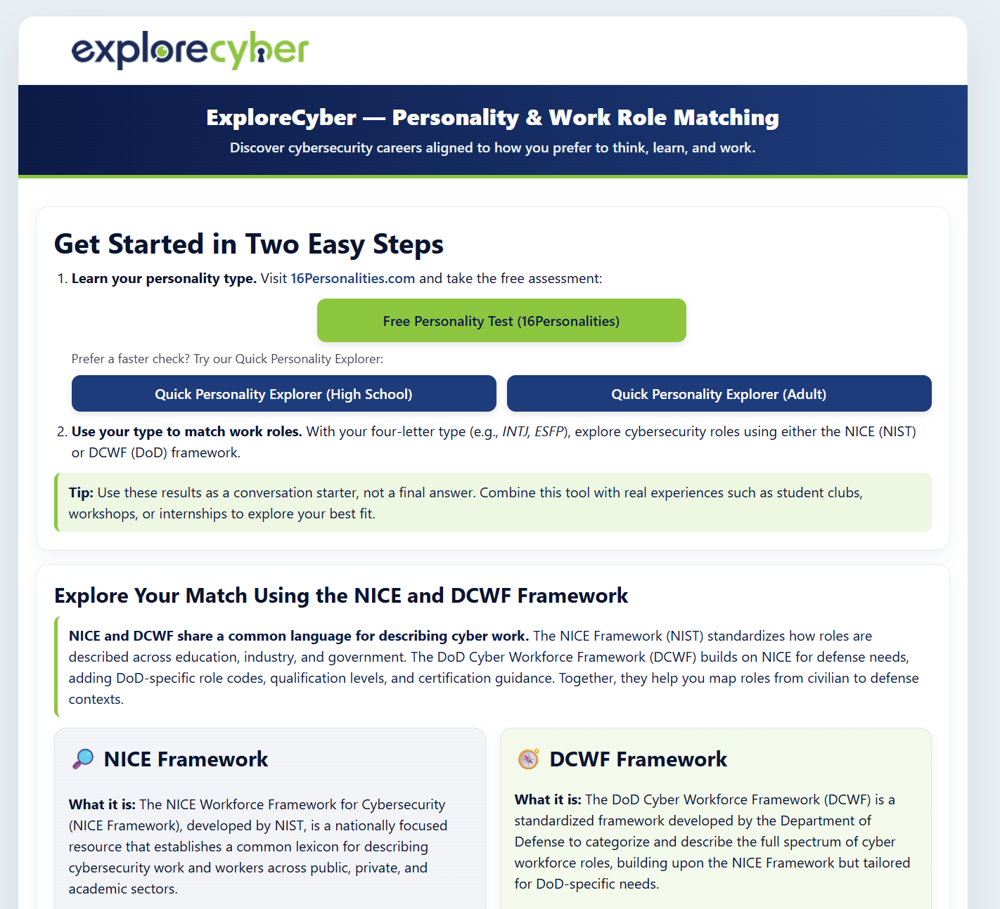 explorecyber
ExploreCyber — Personality & Work Role Matching
Discover cybersecurity careers aligned to how you prefer to think, learn, and work.
Get Started in Two Easy Steps
1. Learn your personality type. Visit 16Personalities.com and take the free assessment:
Free Personality Test (16Personalities)
Prefer a faster check? Try our Quick Personality Explorer:
Quick Personality Explorer (High School)
Quick Personality Explorer (Adult)
2. Use your type to match work roles. With your four-letter type (e.g., INTJ, ESFP), explore cybersecurity roles using either the NICE (NIST)
or DCWF (DoD) framework.
Tip: Use these results as a conversation starter, not a final answer. Combine this tool with real experiences such as student clubs,
workshops, or internships to explore your best fit.
Explore Your Match Using the NICE and DCWF Framework
NICE and DCWF share a common language for describing cyber work. The NICE Framework (NIST) standardizes how roles are
described across education, industry, and government. The DoD Cyber Workforce Framework (DCWF) builds on NICE for defense needs,
adding DoD-specific role codes, qualification levels, and certification guidance. Together, they help you map roles from civilian to defense
contexts.
NICE Framework
What it is: The NICE Workforce Framework for Cybersecurity
(NICE Framework), developed by NIST, is a nationally focused
resource that establishes a common lexicon for describing
cybersecurity work and workers across public, private, and
academic sectors.
DCWF Framework
What it is: The DoD Cyber Workforce Framework (DCWF) is a
standardized framework developed by the Department of
Defense to categorize and describe the full spectrum of cyber
workforce roles, building upon the NICE Framework but tailored
for DoD-specific needs.